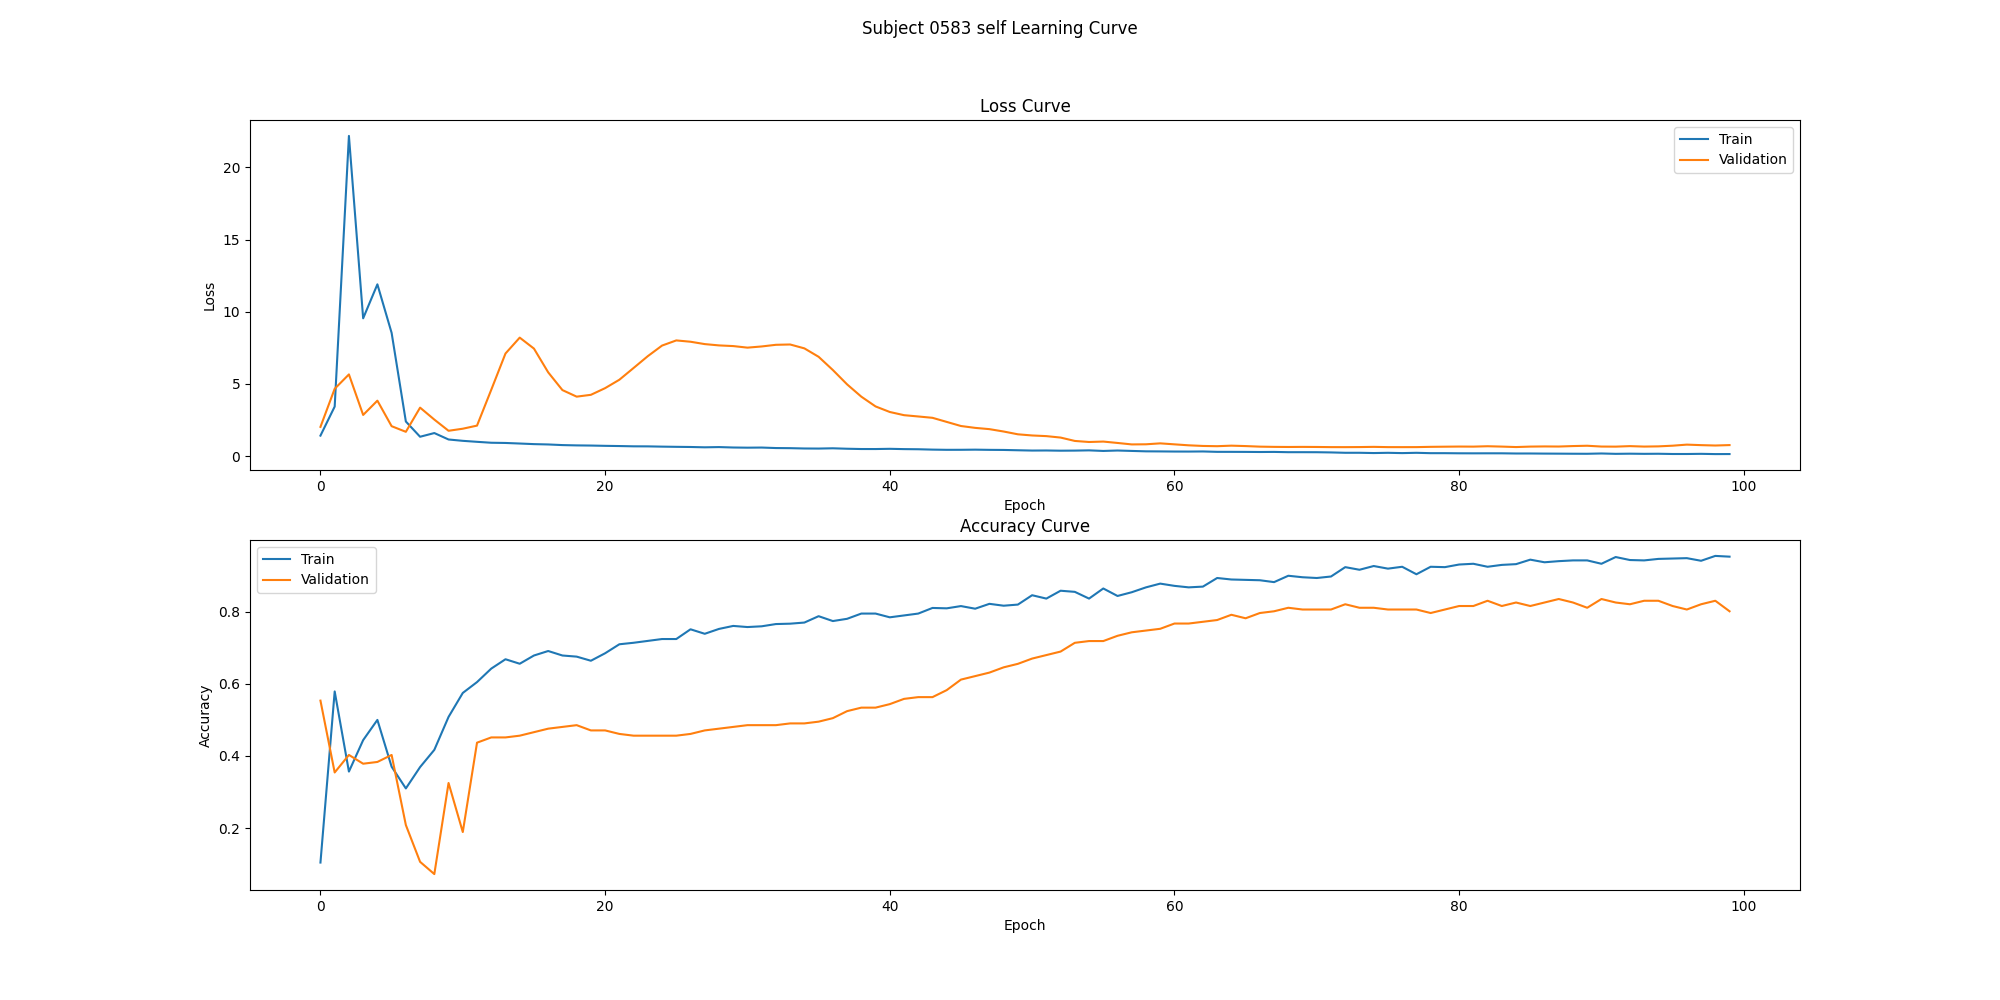 Subject 0583 self Learning Curve
Loss Curve
Train
Validation
20
15
10
5
0
Loss
0 20 40 60 80 100
Epoch
Accuracy Curve
Train
Validation
0.8
0.6
0.4
0.2
Accuracy
0 20 40 60 80 100
Epoch